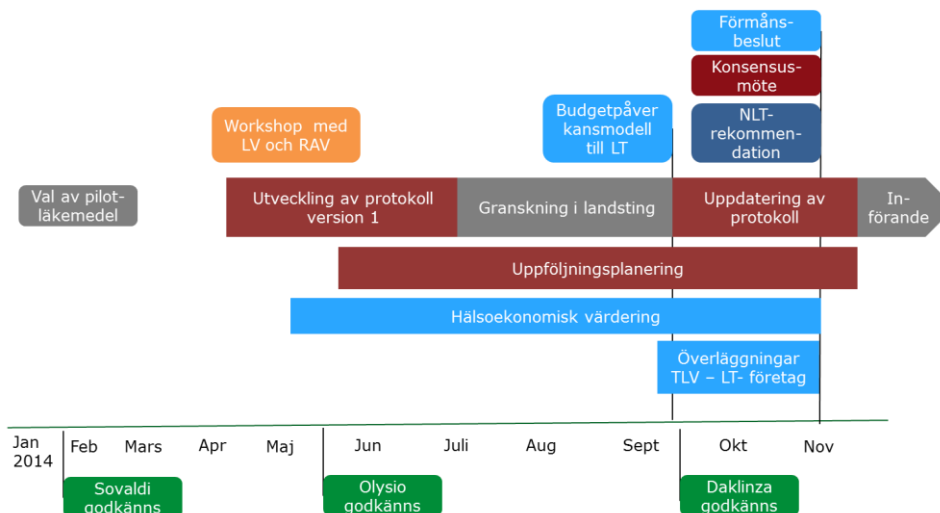 Förmåns-
beslut
Konsensus-
möte
Workshop med
LV och RAV
Budgetpåver
kansmodell
till LT
NLT-
rekommen-
dation
Val av pilot-
läkemedel
Utveckling av protokoll
version 1
Granskning i landsting
Uppdatering av
protokoll
In-
förande
Uppföljningsplanering
Hälsoekonomisk värdering
Överläggningar
TLV – LT- företag
Jan
2014
Feb
Mars
Apr
Maj
Jun
Juli
Aug
Sept
Okt
Nov
Sovaldi
godkänns
Olysio
godkänns
Daklinza
godkänns